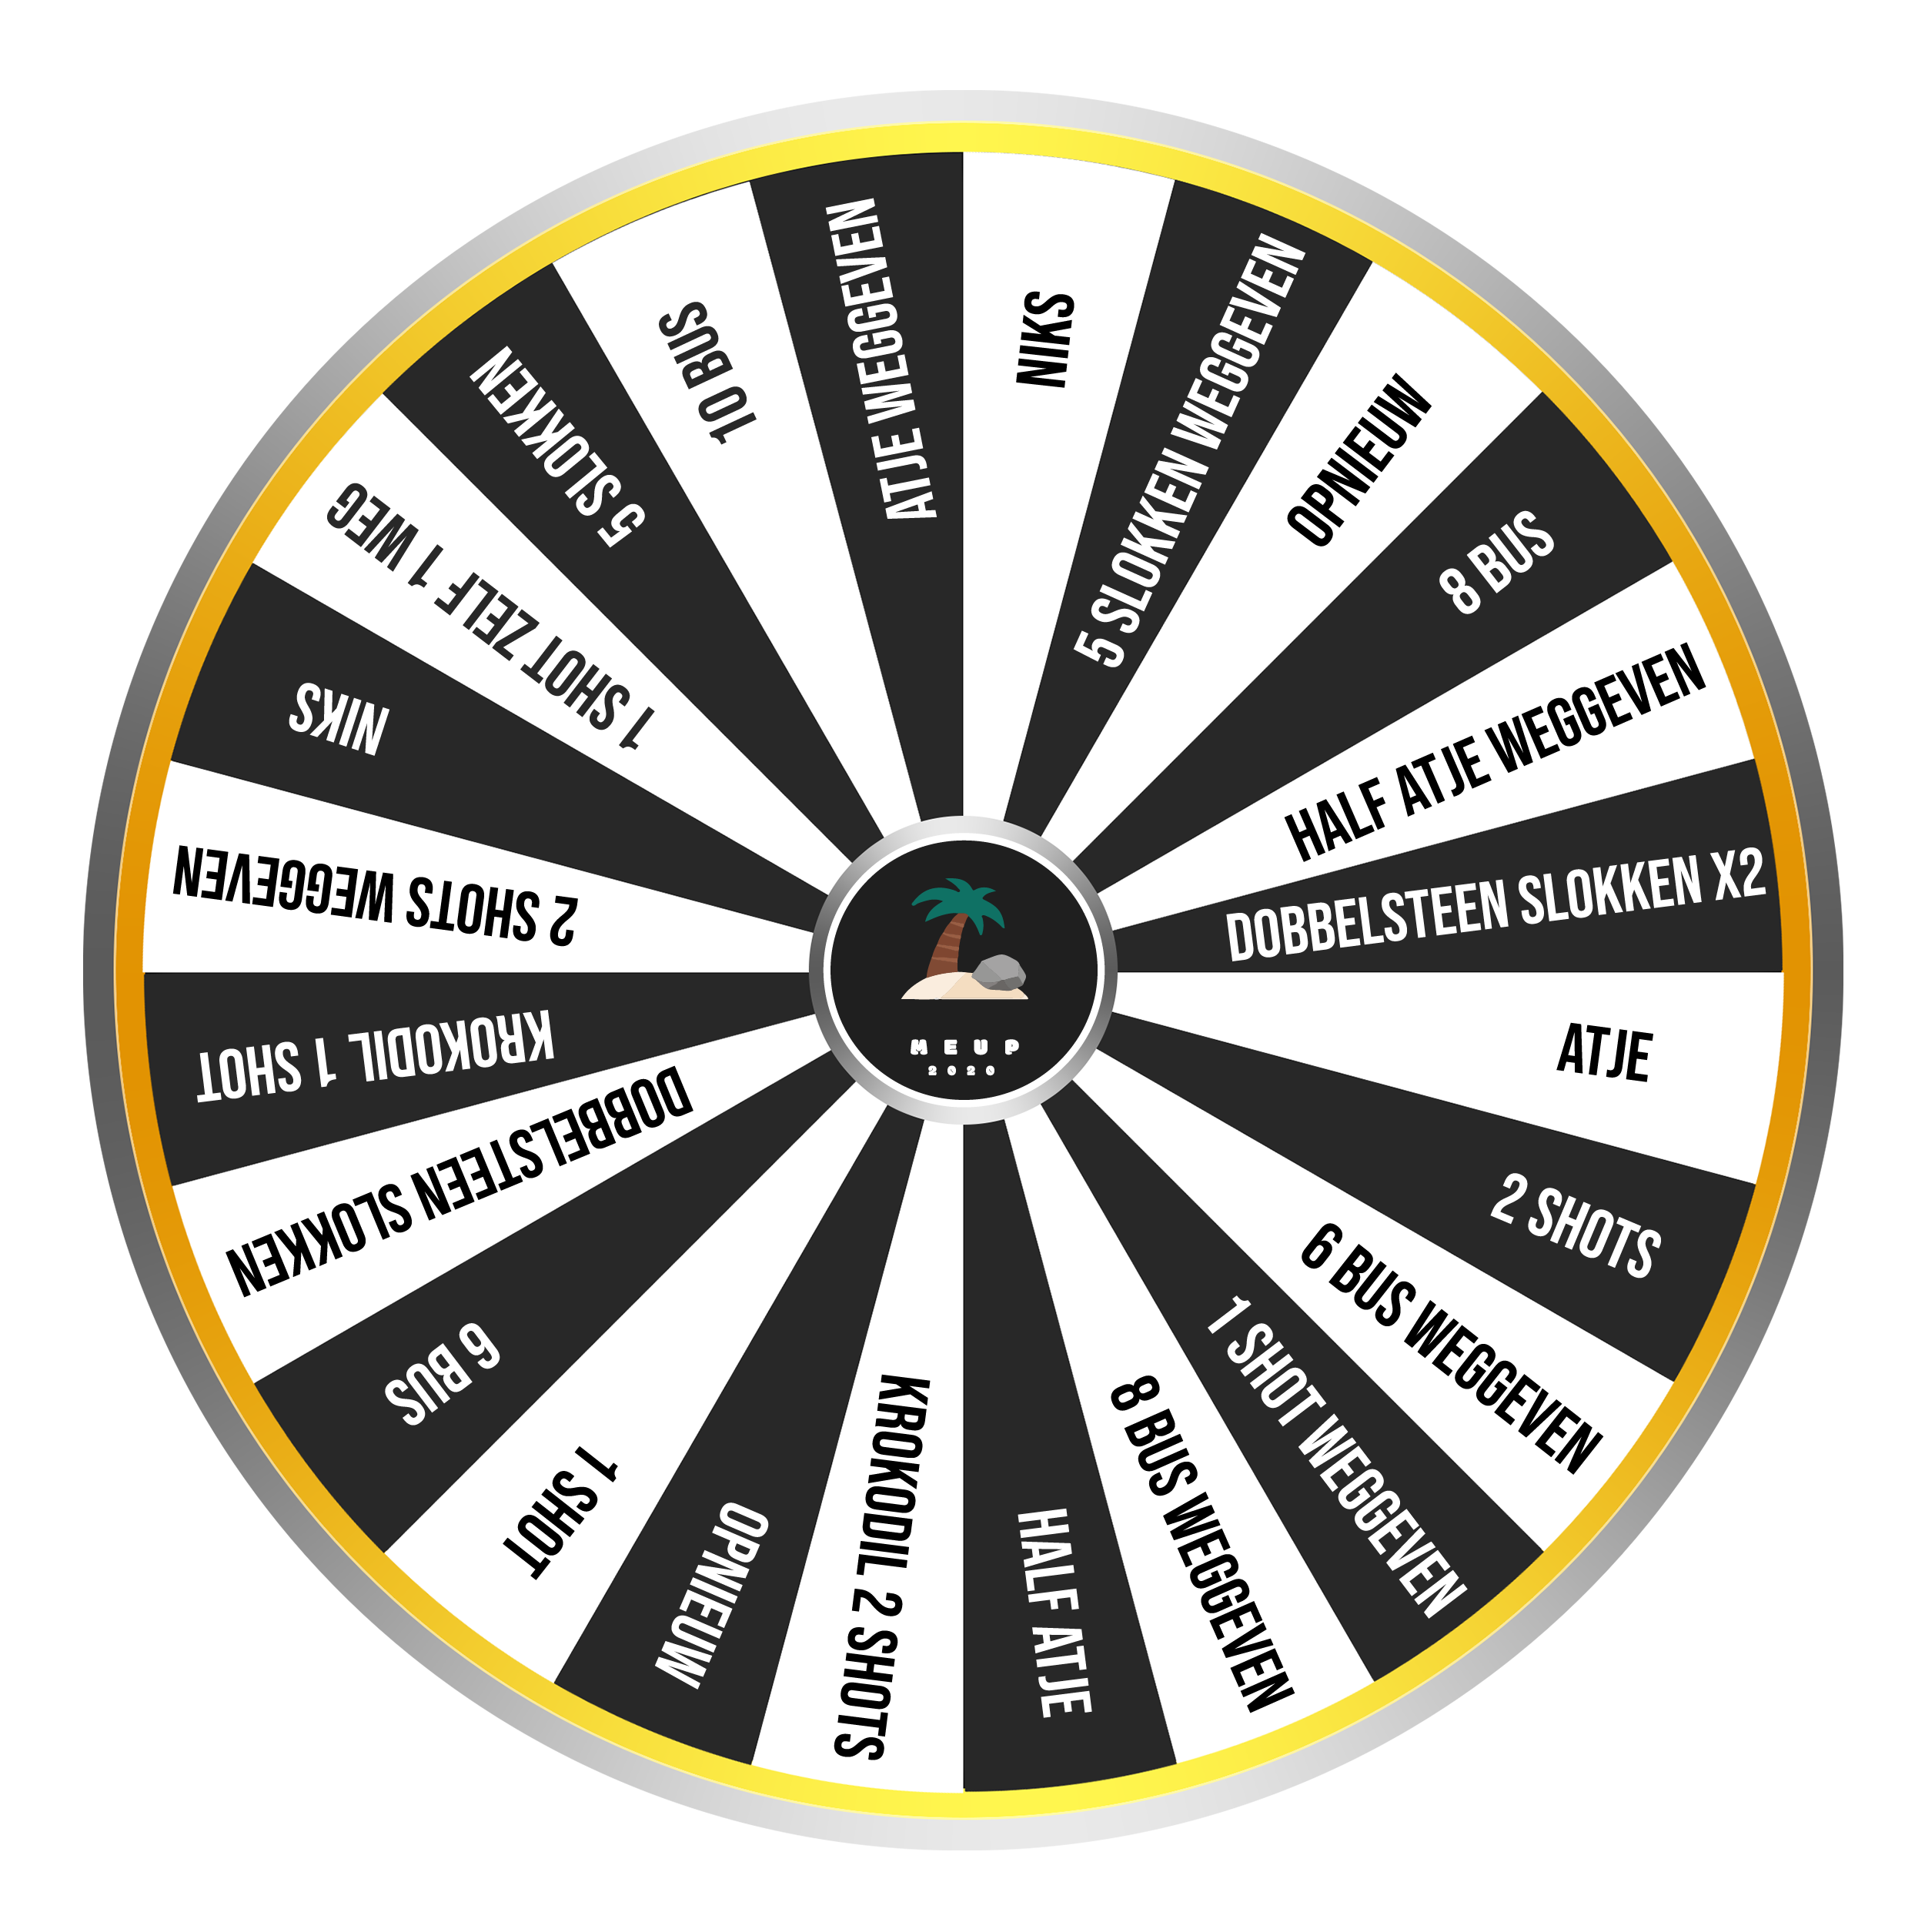 NIKS
5 SLOKKEN WEGGEVEN
OPNIEUW
8 BUS
HALF ATJE WEGGEVEN
DOBBELSTEEN SLOKKEN X2
ATJE
2 SHOTS
6 BUS WEGGEVEN
1 SHOT WEGGEVEN
8 BUS WEGGEVEN
HALF ATJE
KROKODIL 2 SHOTS
OPNIEUW
1 SHOT
6 BUS
DOBBELSTEEN SLOKKEN
KROKODIL 1 SHOT
2 SHOTS WEGGEVEN
NIKS
1 SHOTZELF 1 WEG
5 SLOKKEN
10 BUS
ATJE WEGGEVEN
MEUP
2020